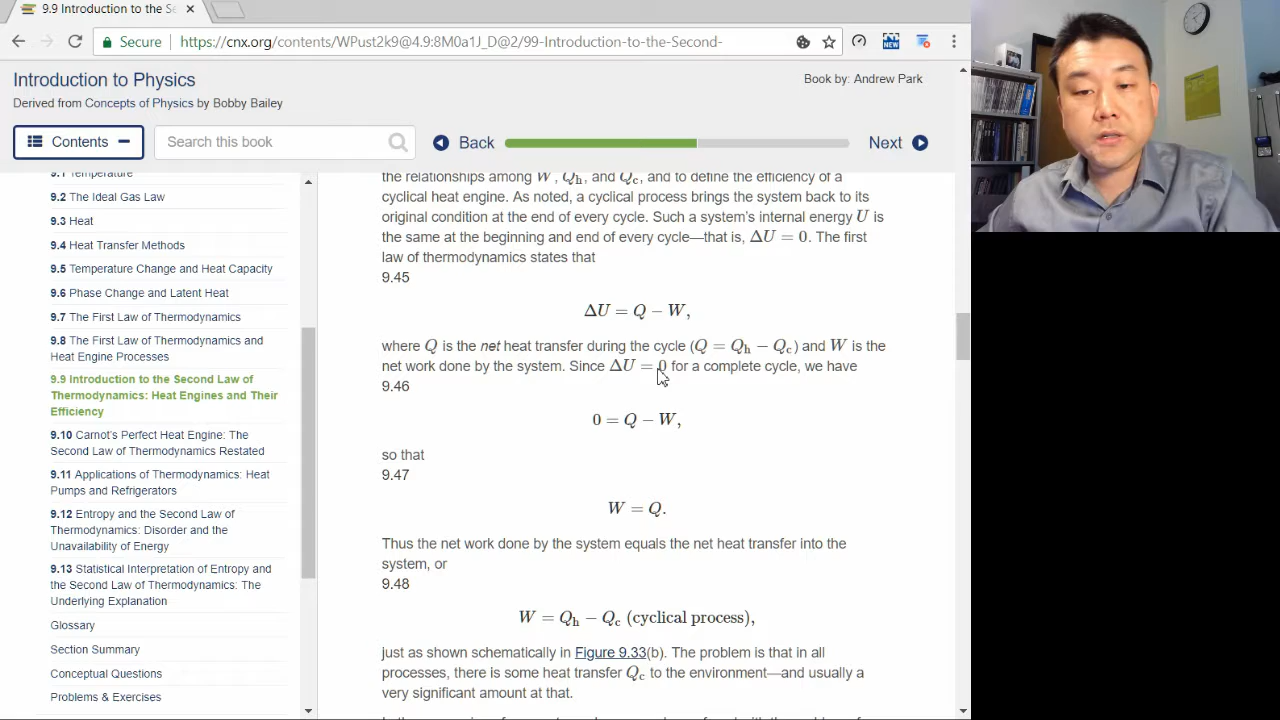 9.9 Introduction to the Se
Secure
https://cnx.org/contents/WPust2k9@4.9:8M0a1J_D@2/99-Introduction-to-the-Second-
NEW
Introduction to Physics
Book by: Andrew Park
Derived from Concepts of Physics by Bobby Bailey
Contents
Search this book
Back
Next
9.1 Temperature
9.2 The Ideal Gas Law
9.3 Heat
9.4 Heat Transfer Methods
9.5 Temperature Change and Heat Capacity
9.6 Phase Change and Latent Heat
9.7 The First Law of Thermodynamics
9.8 The First Law of Thermodynamics and
Heat Engine Processes
9.9 Introduction to the Second Law of
Thermodynamics: Heat Engines and Their
Efficiency
9.10 Carnot's Perfect Heat Engine: The
Second Law of Thermodynamics Restated
9.11 Applications of Thermodynamics: Heat
Pumps and Refrigerators
9.12 Entropy and the Second Law of
Thermodynamics: Disorder and the
Unavailability of Energy
9.13 Statistical Interpretation of Entropy and
the Second Law of Thermodynamics: The
Underlying Explanation
Glossary
Section Summary
Conceptual Questions
Problems & Exercises
the relationships among W, Qh, and Qc, and to define the efficiency of a
cyclical heat engine. As noted, a cyclical process brings the system back to its
original condition at the end of every cycle. Such a system's internal energy U is
the same at the beginning and end of every cycle—that is, ΔU = 0. The first
law of thermodynamics states that
9.45
ΔU = Q − W,
where Q is the net heat transfer during the cycle (Q = Qh − Qc) and W is the
net work done by the system. Since ΔU = 0 for a complete cycle, we have
9.46
0 = Q − W,
so that
9.47
W = Q.
Thus the net work done by the system equals the net heat transfer into the
system, or
9.48
W = Qh − Qc (cyclical process),
just as shown schematically in Figure 9.33(b). The problem is that in all
processes, there is some heat transfer Qc to the environment—and usually a
very significant amount at that.